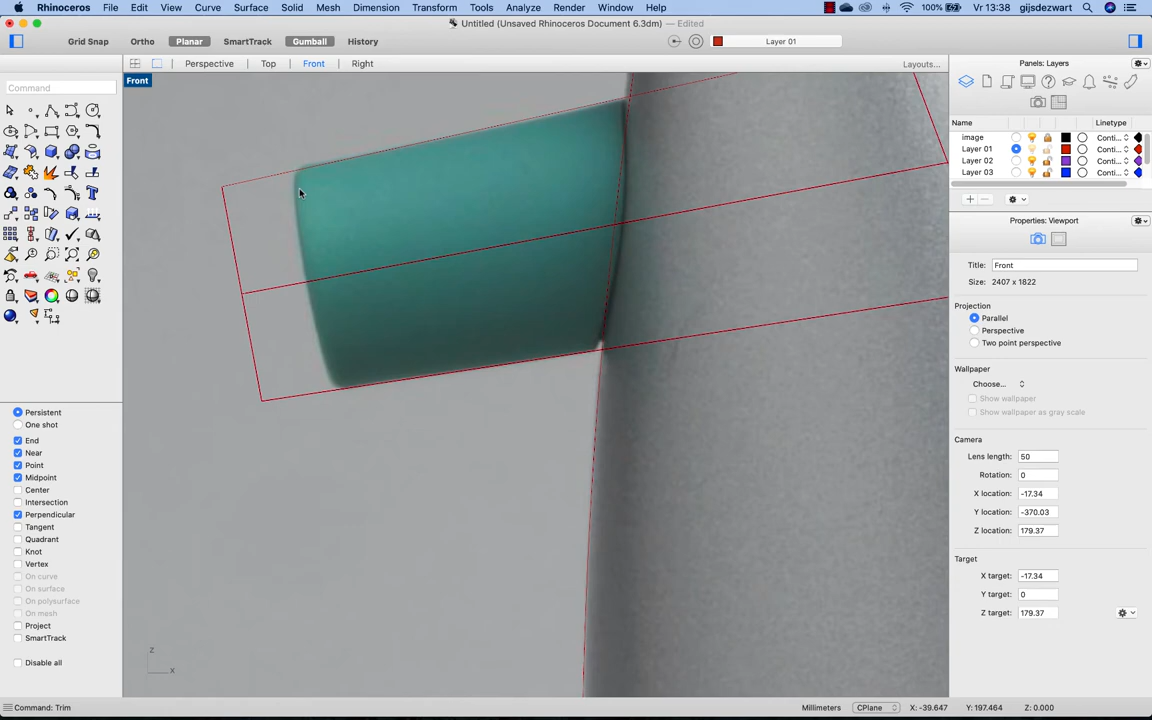 Rhinoceros File Edit View Curve Surface Solid Mesh Dimension Transform Tools Analyze Render Window Help 100% Vr 13:38 gijsdezwart
Untitled (Unsaved Rhinoceros Document 6.3dm) — Edited
Grid Snap Ortho Planar SmartTrack Gumball History Layer 01
Perspective Top Front Right Layouts... Panels: Layers
Front
Command
Name Linetype
image Conti...
Layer 01 Conti...
Layer 02 Conti...
Layer 03 Conti...
Properties: Viewport
Title: Front
Size: 2407 x 1822
Projection
Parallel
Perspective
Two point perspective
Wallpaper
Choose...
Show wallpaper
Show wallpaper as gray scale
Camera
Lens length: 50
Rotation: 0
X location: -17.34
Y location: -370.03
Z location: 179.37
Target
X target: -17.34
Y target: 0
Z target: 179.37
Persistent
One shot
End
Near
Point
Midpoint
Center
Intersection
Perpendicular
Tangent
Quadrant
Knot
Vertex
On curve
On surface
On polysurface
On mesh
Project
SmartTrack
Disable all
z
x
Command: Trim Millimeters CPlane X: -39.647 Y: 197.464 Z: 0.000